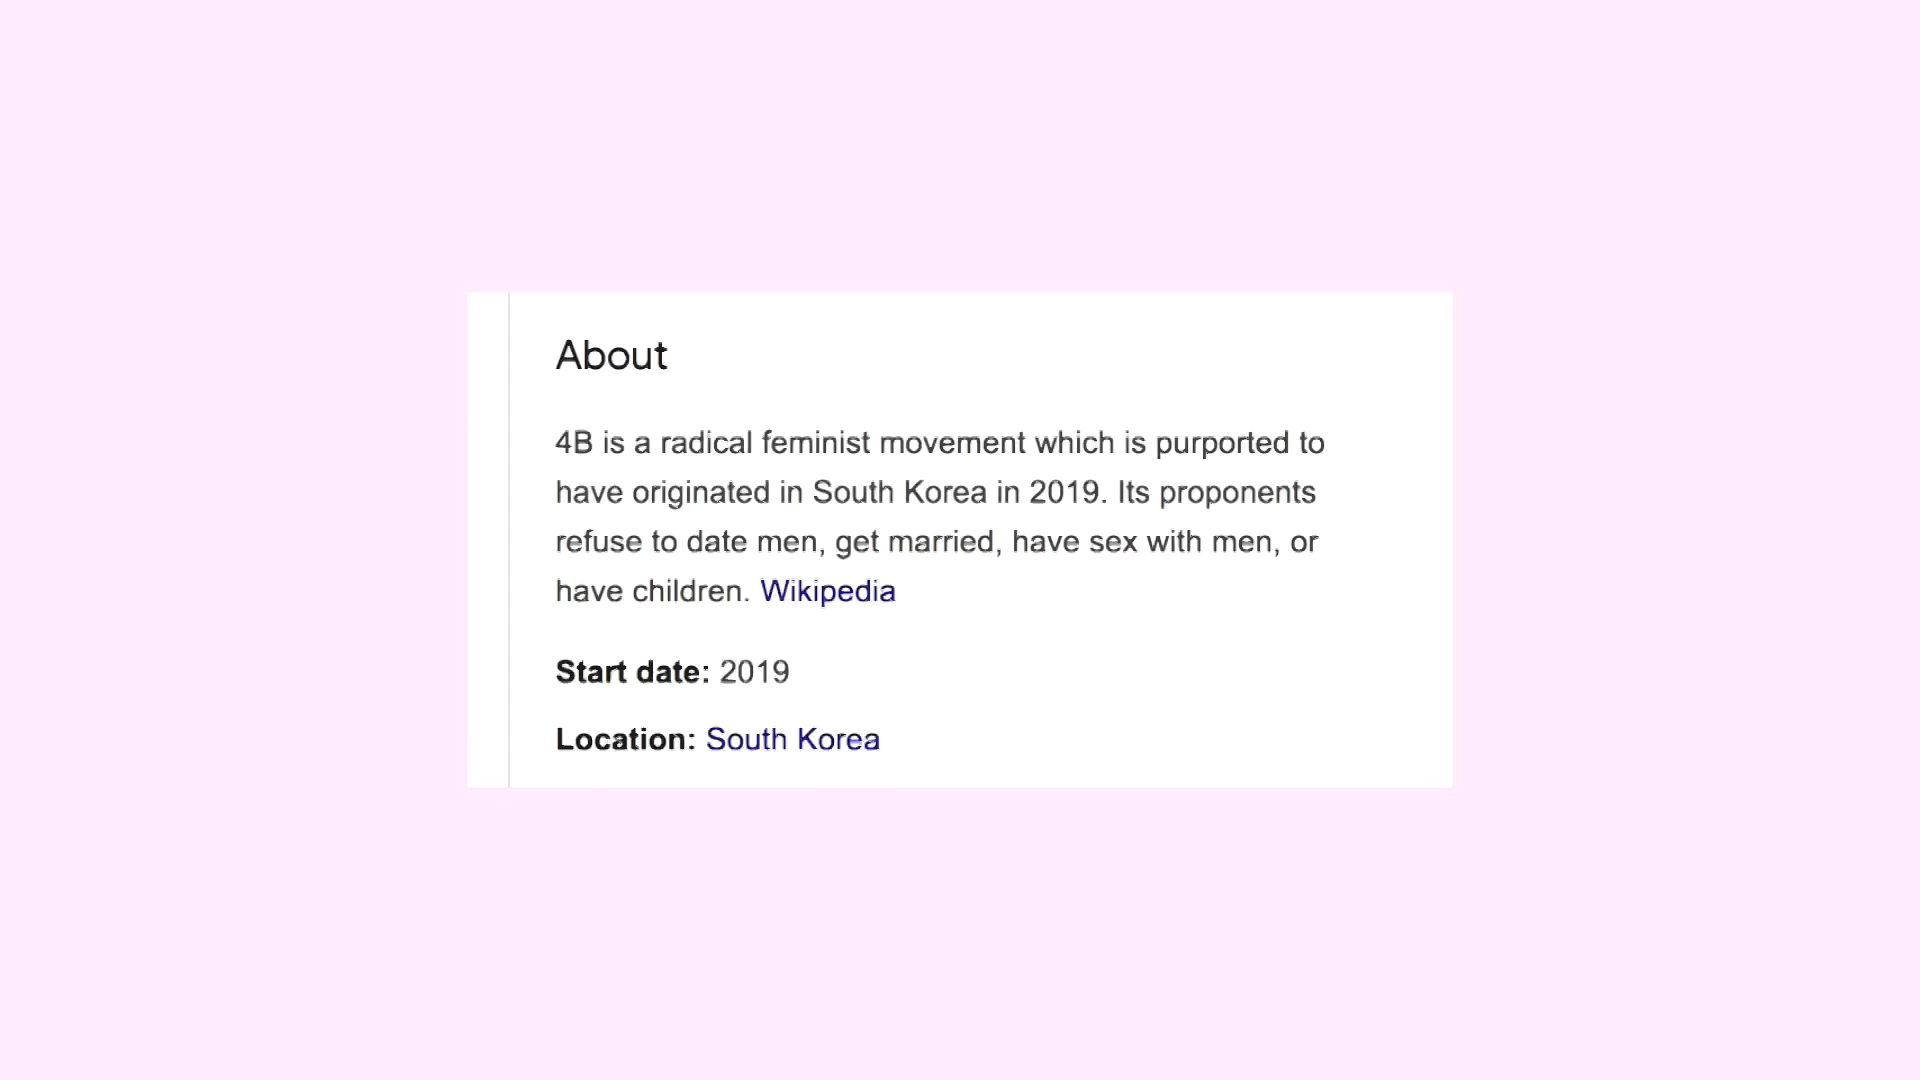 About
4B is a radical feminist movement which is purported to
have originated in South Korea in 2019. Its proponents
refuse to date men, get married, have sex with men, or
have children. Wikipedia
Start date: 2019
Location: South Korea